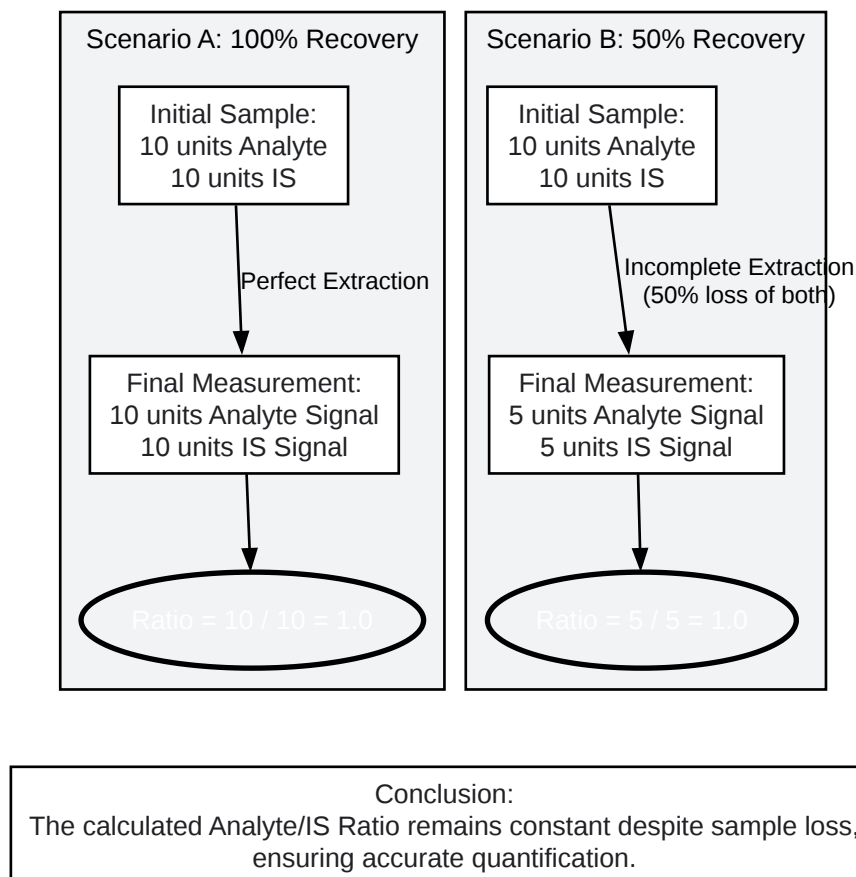 Scenario A: 100% Recovery
Initial Sample:
10 units Analyte
10 units IS
Perfect Extraction
Final Measurement:
10 units Analyte Signal
10 units IS Signal
Ratio = 10 / 10 = 1.0
Scenario B: 50% Recovery
Initial Sample:
10 units Analyte
10 units IS
Incomplete Extraction
(50% loss of both)
Final Measurement:
5 units Analyte Signal
5 units IS Signal
Ratio = 5 / 5 = 1.0
Conclusion:
The calculated Analyte/IS Ratio remains constant despite sample loss,
ensuring accurate quantification.